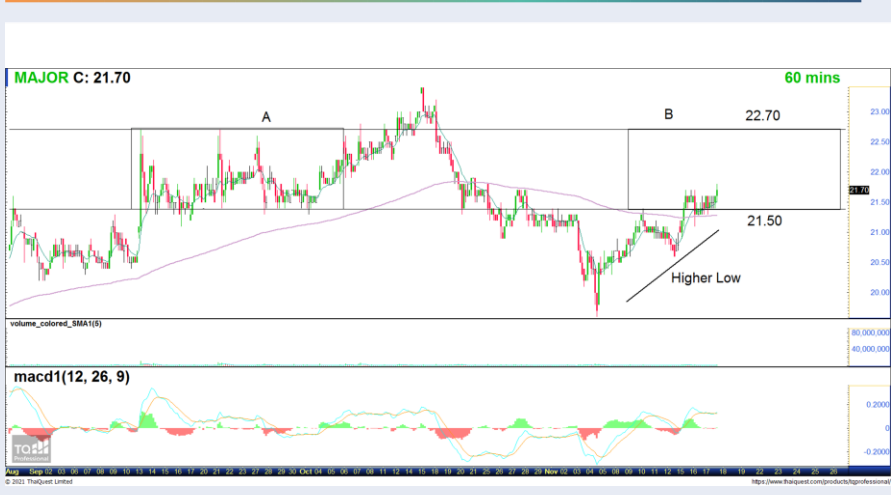 MAJOR C: 21.70
60 mins
A
B
22.70
23.00
22.50
22.00
21.70
21.50
21.50
21.00
Higher Low
20.50
20.00
volume_colored_SMA1(5)
80,000,000
40,000,000
macd1(12, 26, 9)
0.2000
0
-0.2000
TQ
Professional
Aug Sep 02 03 06 07 08 09 10 13 14 15 16 17 20 21 22 23 27 28 29 30 Oct 04 05 06 07 08 11 12 14 15 18 19 20 21 25 26 27 28 29 Nov 02 03 04 05 08 09 10 11 12 15 16 17 18 19 22 23 24 25 26
© 2021 ThaiQuest Limited
https://www.thaiquest.com/products/tqprofessional/